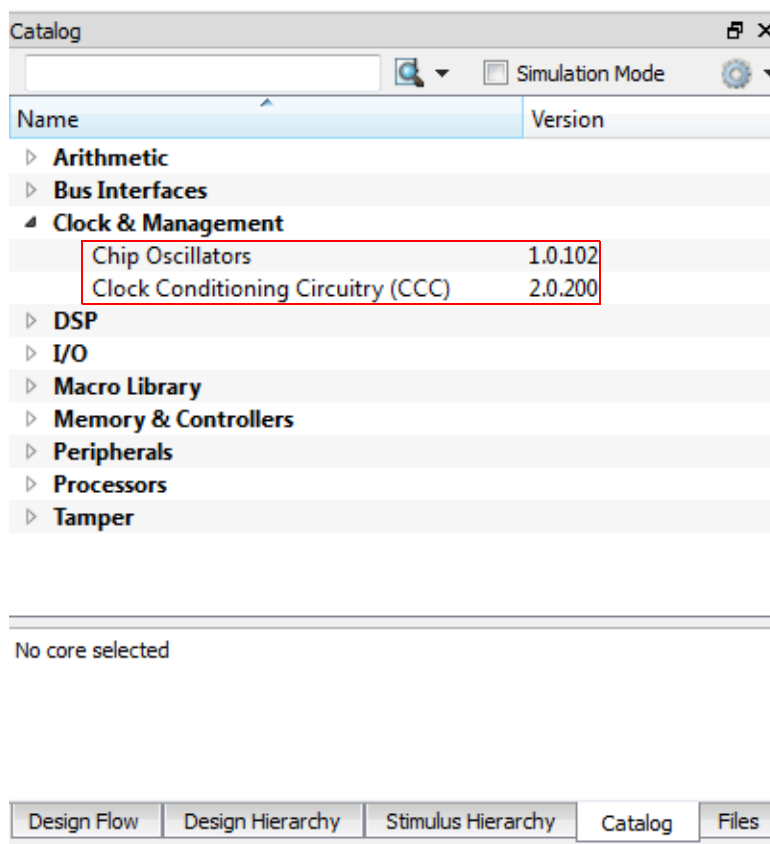 Catalog
Simulation Mode
Name Version
Arithmetic
Bus Interfaces
Clock & Management
Chip Oscillators 1.0.102
Clock Conditioning Circuitry (CCC) 2.0.200
DSP
I/O
Macro Library
Memory & Controllers
Peripherals
Processors
Tamper
No core selected
Design Flow Design Hierarchy Stimulus Hierarchy Catalog Files